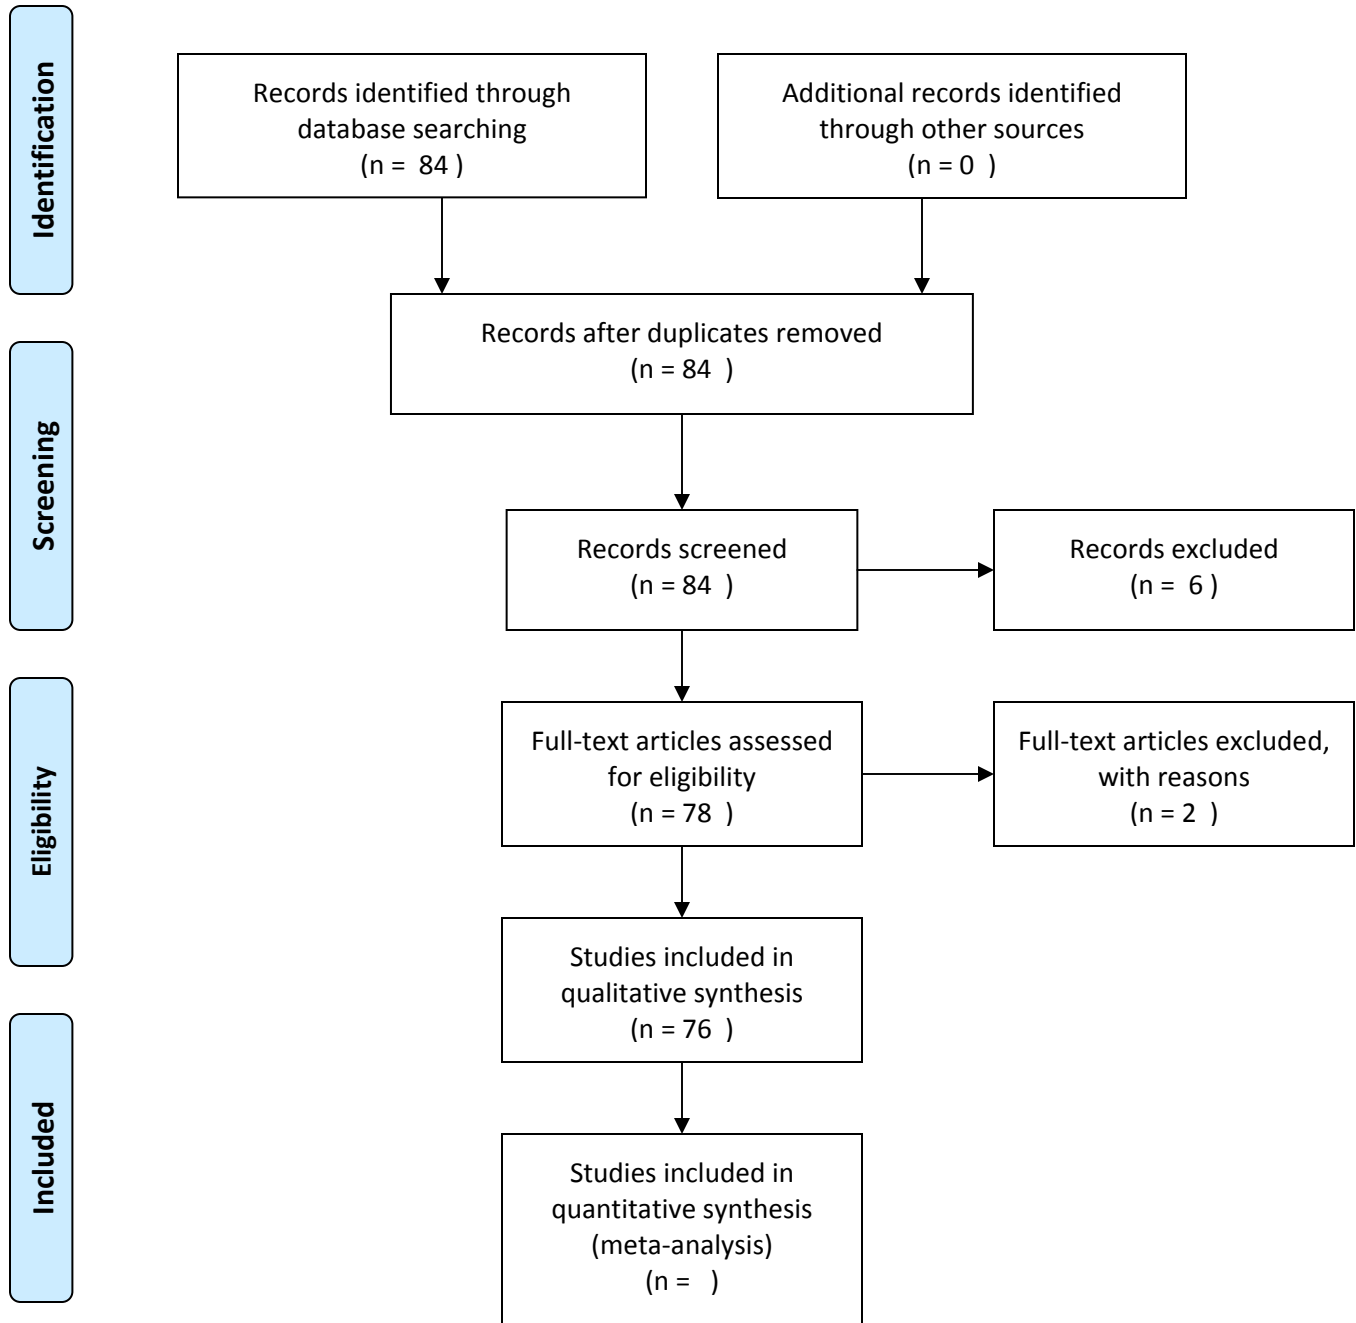 Identification
Records identified through
database searching
(n =  84 )
Additional records identified
through other sources
(n = 0  )
Records after duplicates removed
(n = 84  )
Screening
Records screened
(n = 84  )
Records excluded
(n =  6 )
Eligibility
Full-text articles assessed
for eligibility
(n = 78  )
Full-text articles excluded,
with reasons
(n = 2  )
Studies included in
qualitative synthesis
(n = 76  )
Included
Studies included in
quantitative synthesis
(meta-analysis)
(n =   )